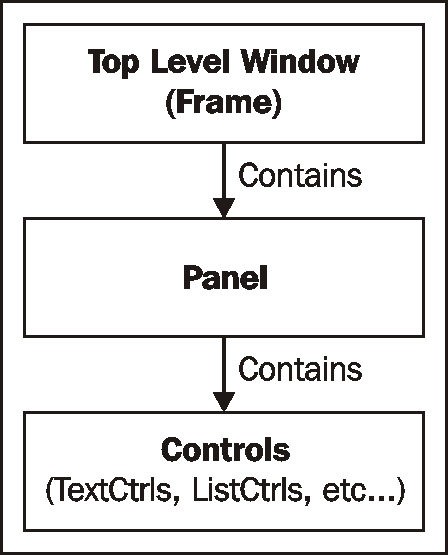 Top Level Window
(Frame)
Contains
Panel
Contains
Controls
(TextCtrls, ListCtrls, etc...)